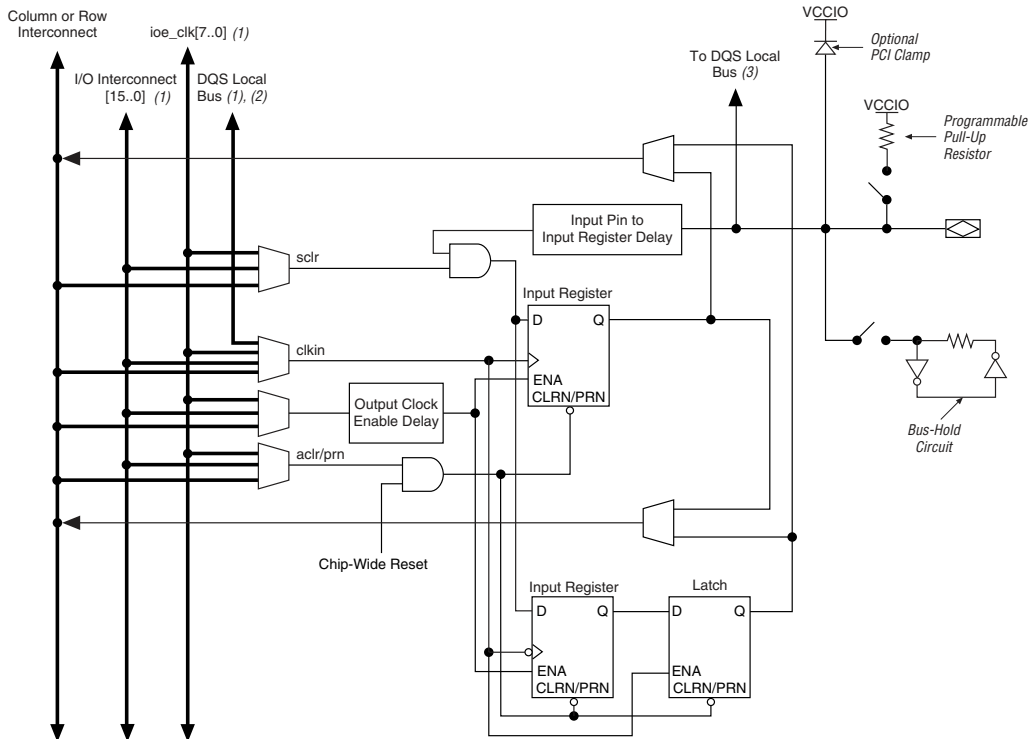 Column or Row
Interconnect
ioe_clk[7..0] (1)
I/O Interconnect
[15..0] (1)
DQS Local
Bus (1), (2)
To DQS Local
Bus (3)
VCCIO
Optional
PCI Clamp
VCCIO
Programmable
Pull-Up
Resistor
Input Pin to
Input Register Delay
sclr
Input Register
D Q
ENA
CLRN/PRN
clkin
Output Clock
Enable Delay
aclr/prn
Chip-Wide Reset
Bus-Hold
Circuit
Input Register
D Q
ENA
CLRN/PRN
Latch
D Q
ENA
CLRN/PRN